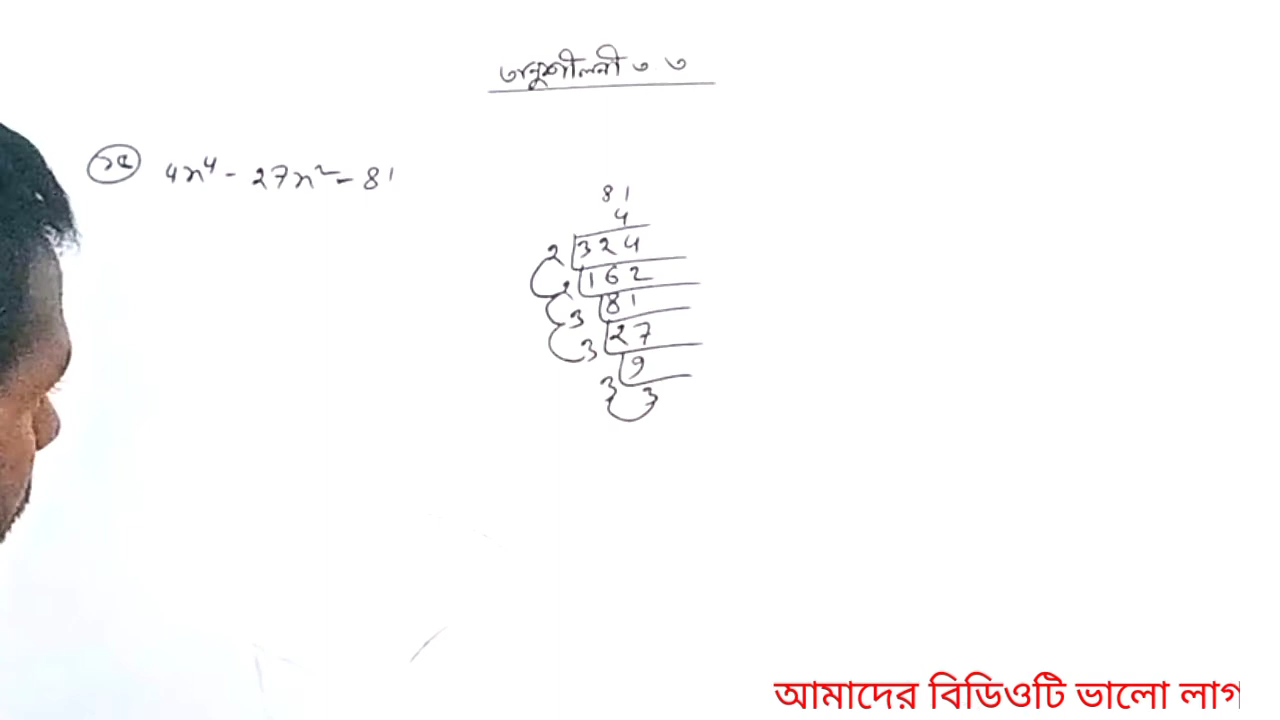 অনুশীলনী ৩ ৩
১৫ 4x⁴ - 27x² - 81
81
4
2 324
2 162
3 81
3 27
3 9
3
আমাদের বিডিওটি ভালো লাগ